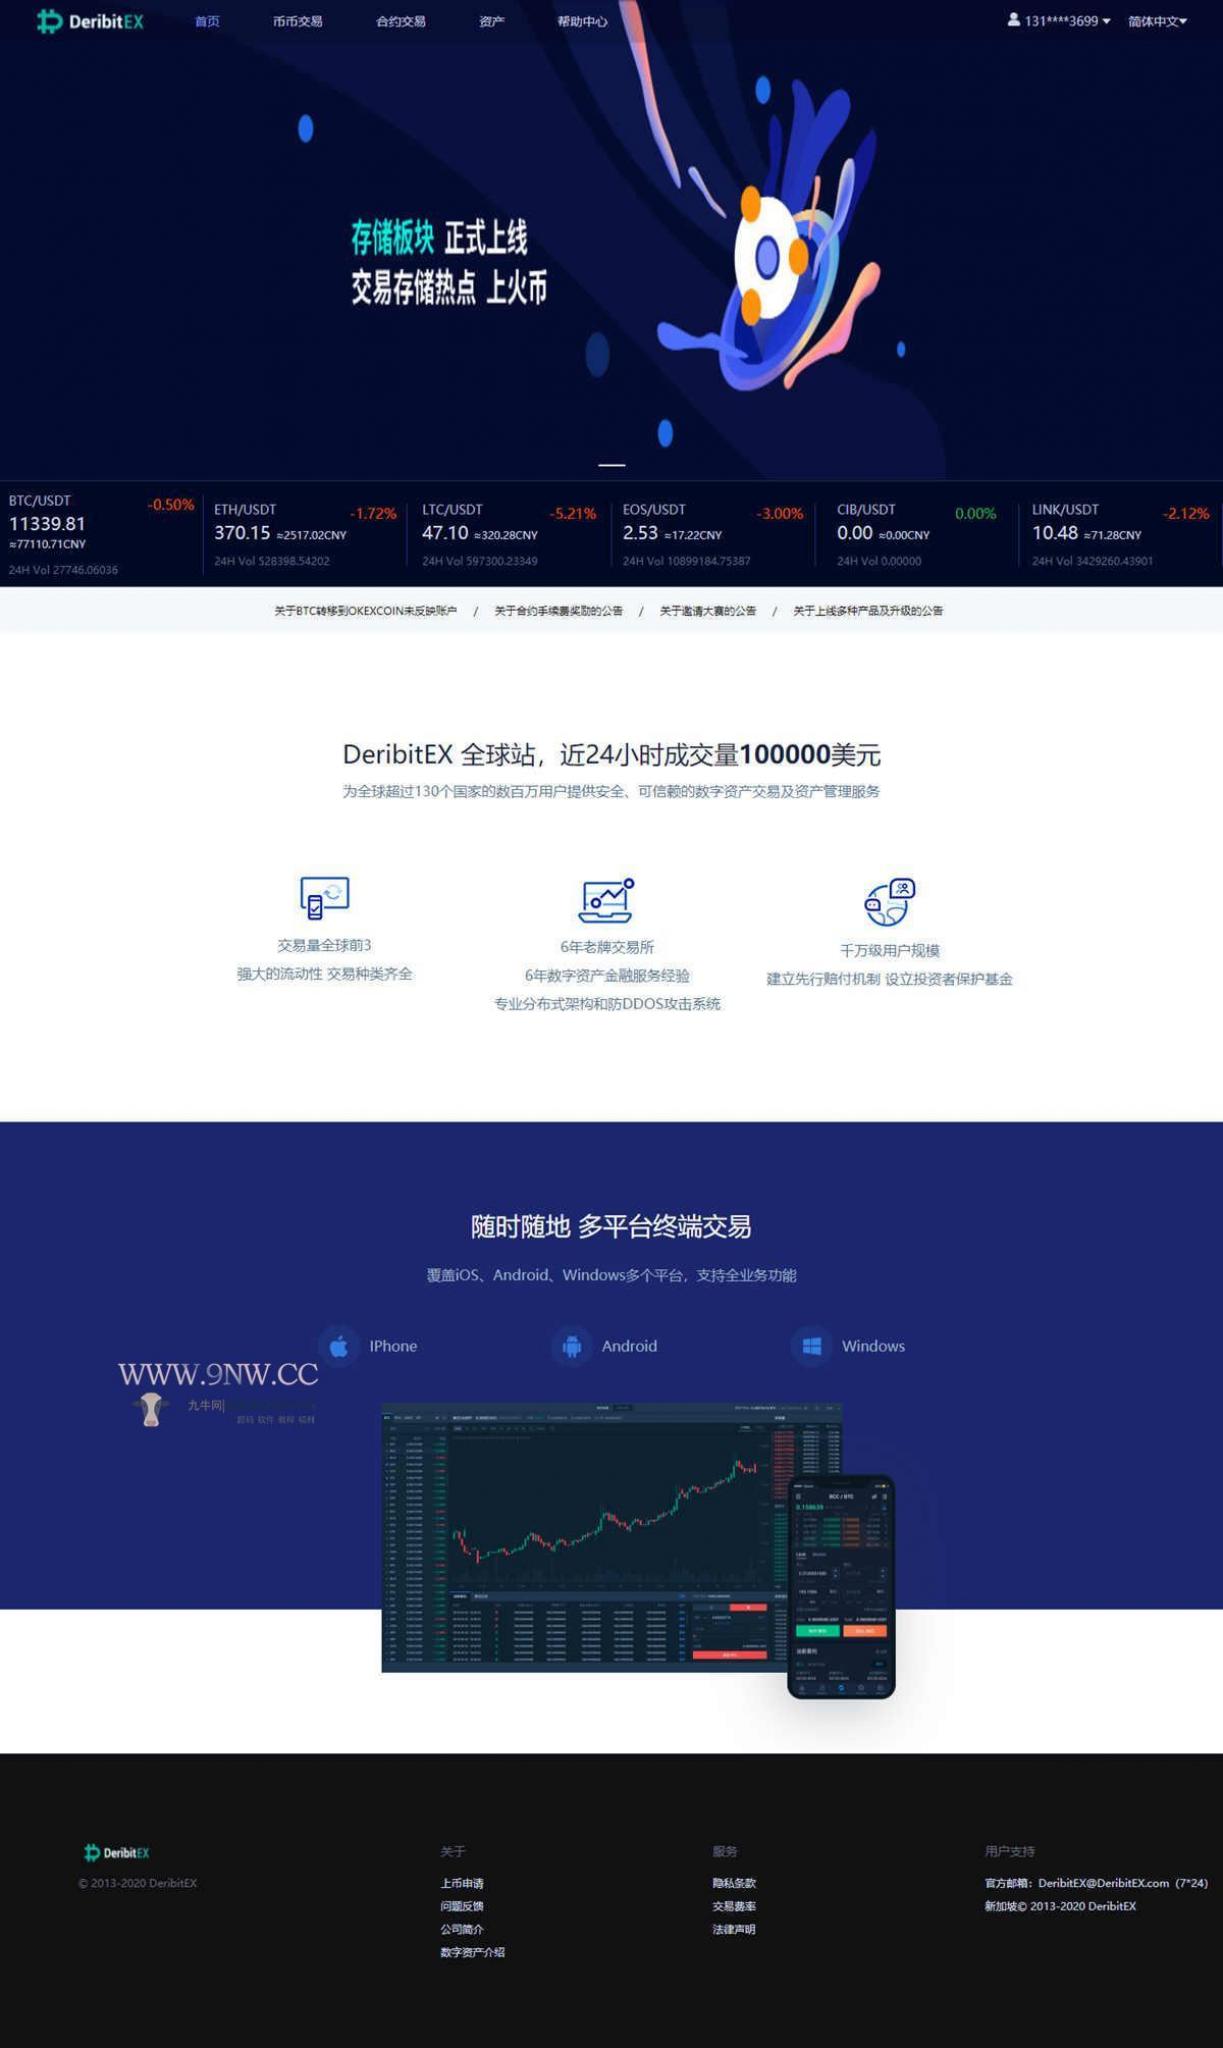 DeribitEX 首页 币币交易 合约交易 资产 帮助中心 131****3699 简体中文
存储板块 正式上线
交易存储热点 上火币
BTC/USDT -0.50%
11339.81
≈77110.71CNY
24H Vol 27746.06036
ETH/USDT -1.72%
370.15 ≈2517.02CNY
24H Vol 528398.54202
LTC/USDT -5.21%
47.10 ≈320.28CNY
24H Vol 597300.23349
EOS/USDT -3.00%
2.53 ≈17.22CNY
24H Vol 10899184.75387
CIB/USDT 0.00%
0.00 ≈0.00CNY
24H Vol 0.00000
LINK/USDT -2.12%
10.48 ≈71.28CNY
24H Vol 3429260.43901
关于BTC转移到OKEXCOIN未反映账户 / 关于合约手续费奖励的公告 / 关于邀请大赛的公告 / 关于上线多种产品及升级的公告
DeribitEX 全球站，近24小时成交量100000美元
为全球超过130个国家的数百万用户提供安全、可信赖的数字资产交易及资产管理服务
交易量全球前3
强大的流动性 交易种类齐全
6年老牌交易所
6年数字资产金融服务经验
专业分布式架构和防DDOS攻击系统
千万级用户规模
建立先行赔付机制 设立投资者保护基金
随时随地 多平台终端交易
覆盖iOS、Android、Windows多个平台，支持全业务功能
IPhone Android Windows
WWW.9NW.CC
九牛网
源码 软件 教程 福利
BCC / BTC
DeribitEX
© 2013-2020 DeribitEX
关于
上币申请
问题反馈
公司简介
数字资产介绍
服务
隐私条款
交易费率
法律声明
用户支持
官方邮箱：DeribitEX@DeribitEX.com（7*24）
新加坡© 2013-2020 DeribitEX